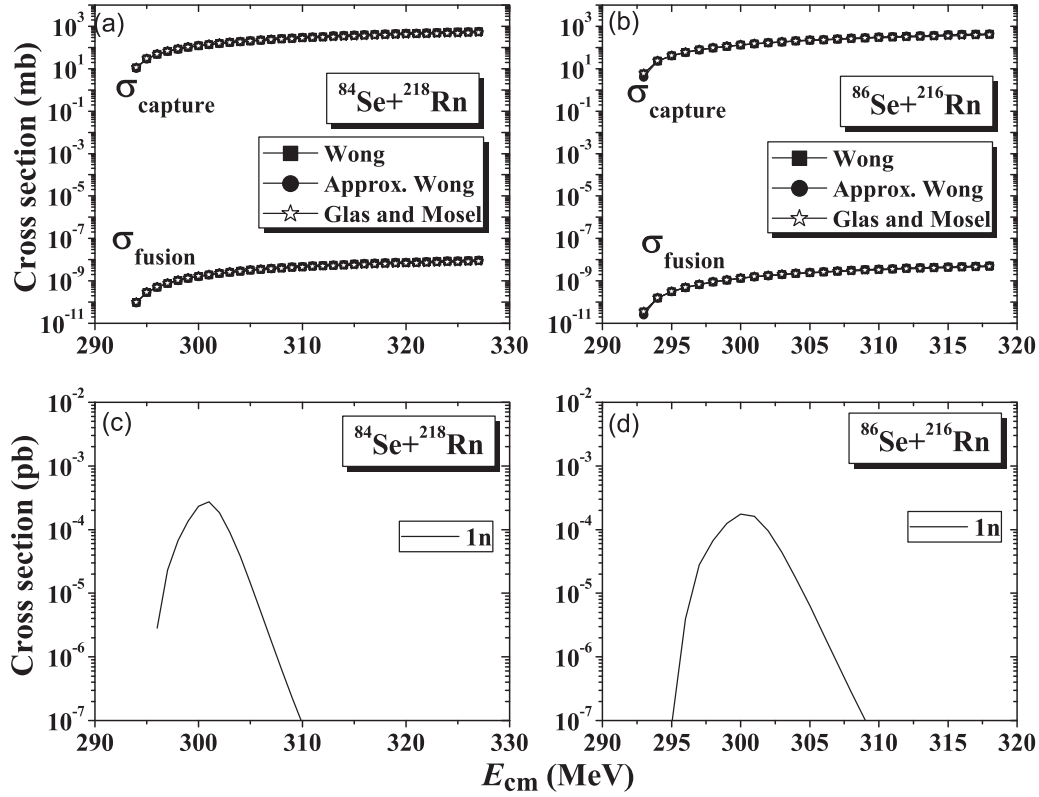 (a)
Cross section (mb)
10³
10¹
10⁻¹
10⁻³
10⁻⁵
10⁻⁷
10⁻⁹
10⁻¹¹
σcapture
⁸⁴Se+²¹⁸Rn
Wong
Approx. Wong
Glas and Mosel
σfusion
290 300 310 320 330
(b)
10³
10¹
10⁻¹
10⁻³
10⁻⁵
10⁻⁷
10⁻⁹
10⁻¹¹
σcapture
⁸⁶Se+²¹⁶Rn
Wong
Approx. Wong
Glas and Mosel
σfusion
290 295 300 305 310 315 320
(c)
Cross section (pb)
10⁻²
10⁻³
10⁻⁴
10⁻⁵
10⁻⁶
10⁻⁷
⁸⁴Se+²¹⁸Rn
1n
290 300 310 320 330
(d)
10⁻²
10⁻³
10⁻⁴
10⁻⁵
10⁻⁶
10⁻⁷
⁸⁶Se+²¹⁶Rn
1n
290 295 300 305 310 315 320
Ecm (MeV)